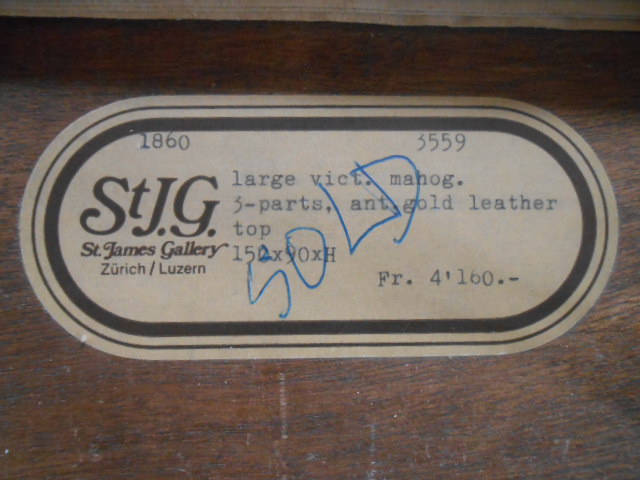 1860 3559
St.J.G.
St. James Gallery
Zürich / Luzern
large vict. mahog.
3-parts, ant.gold leather
top
152x90xH
Fr. 4'160.-
SOLD